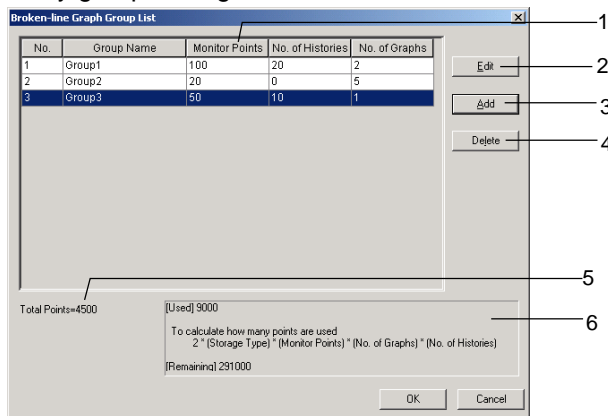 Broken-line Graph Group List
No. Group Name Monitor Points No. of Histories No. of Graphs
1 Group1 100 20 2
2 Group2 20 0 5
3 Group3 50 10 1
Edit
Add
Delete
1
2
3
4
5
6
Total Points=4500
[Used] 9000
To calculate how many points are used
2 * (Storage Type) * (Monitor Points) * (No. of Graphs) * (No. of Histories)
[Remaining] 291000
OK Cancel